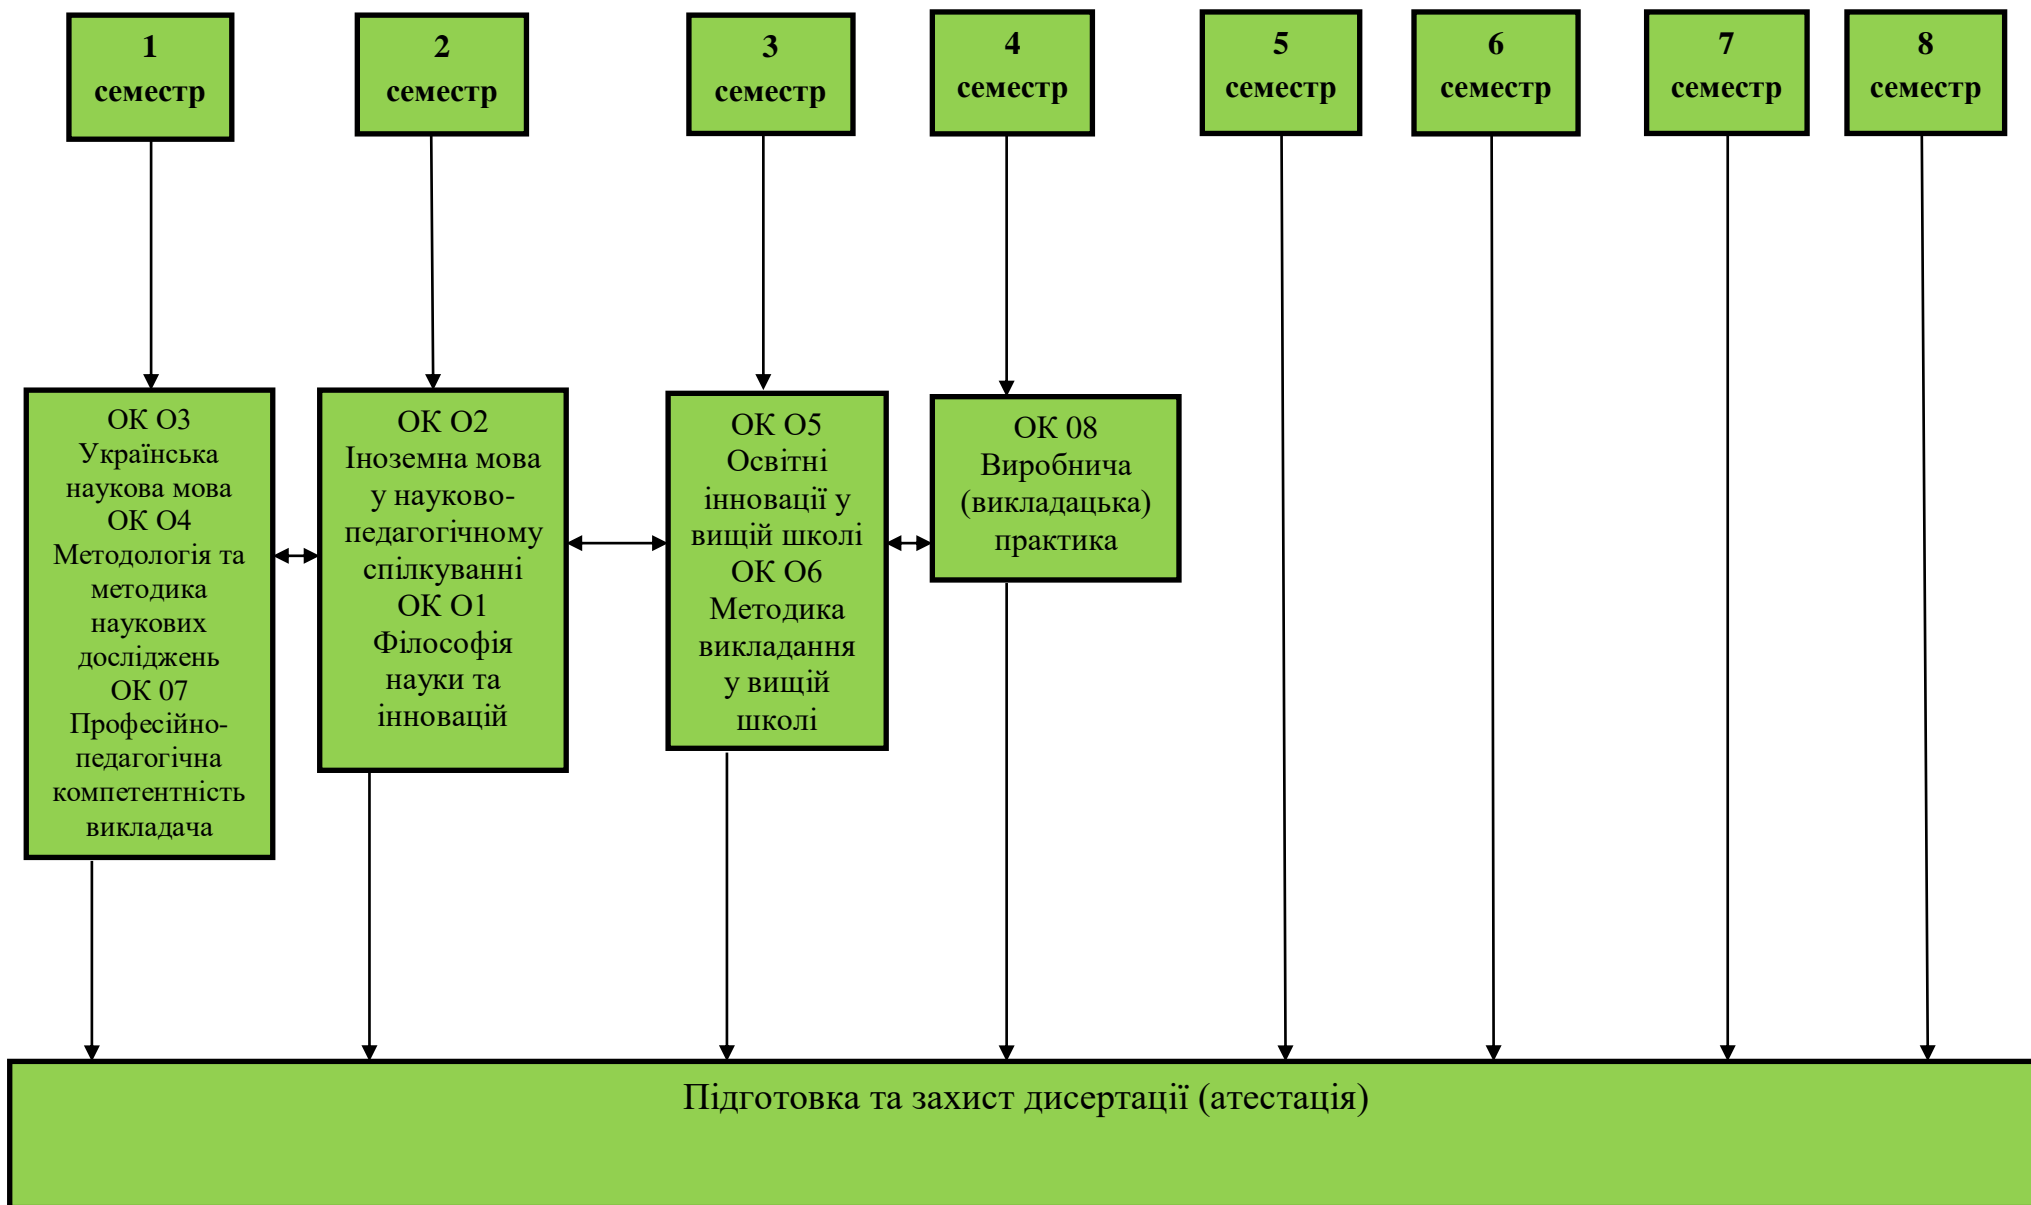 1
семестр
2
семестр
3
семестр
4
семестр
5
семестр
6
семестр
7
семестр
8
семестр
ОК О3
Українська
наукова мова
ОК О4
Методологія та
методика
наукових
досліджень
ОК 07
Професійно-
педагогічна
компетентність
викладача
ОК О2
Іноземна мова
у науково-
педагогічному
спілкуванні
ОК О1
Філософія
науки та
інновацій
ОК О5
Освітні
інновації у
вищій школі
ОК О6
Методика
викладання
у вищій
школі
ОК 08
Виробнича
(викладацька)
практика
Підготовка та захист дисертації (атестація)